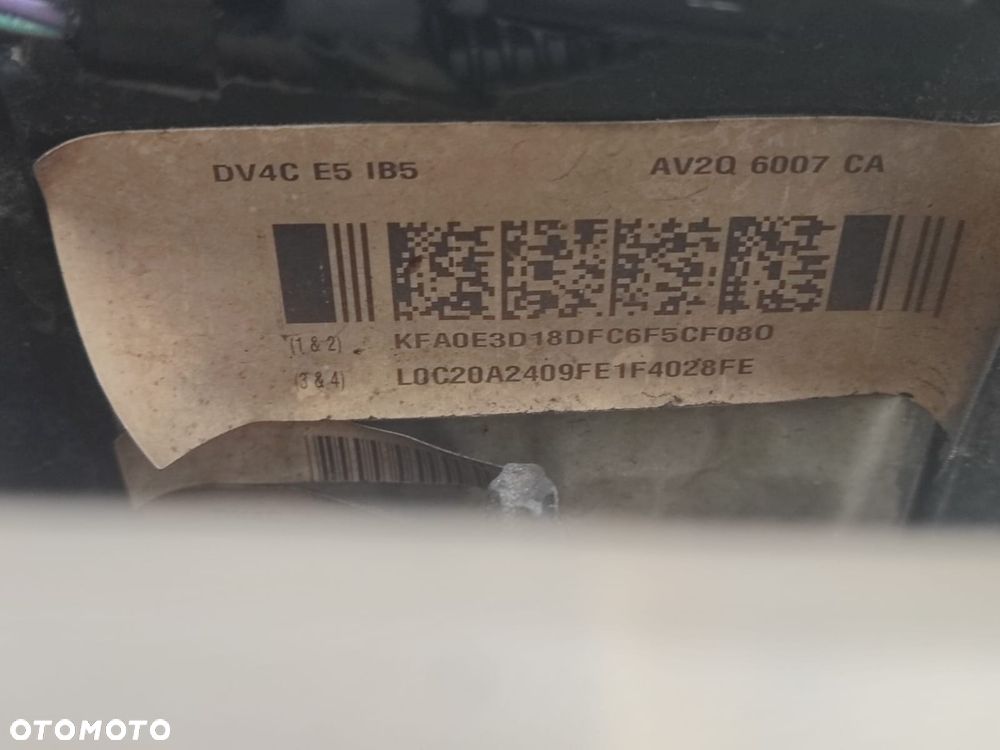 DV4C E5 IB5 AV2Q 6007 CA
(1 & 2) KFA0E3D18DFC6F5CF080
(3 & 4) L0C20A2409FE1F4028FE
OTOMOTO